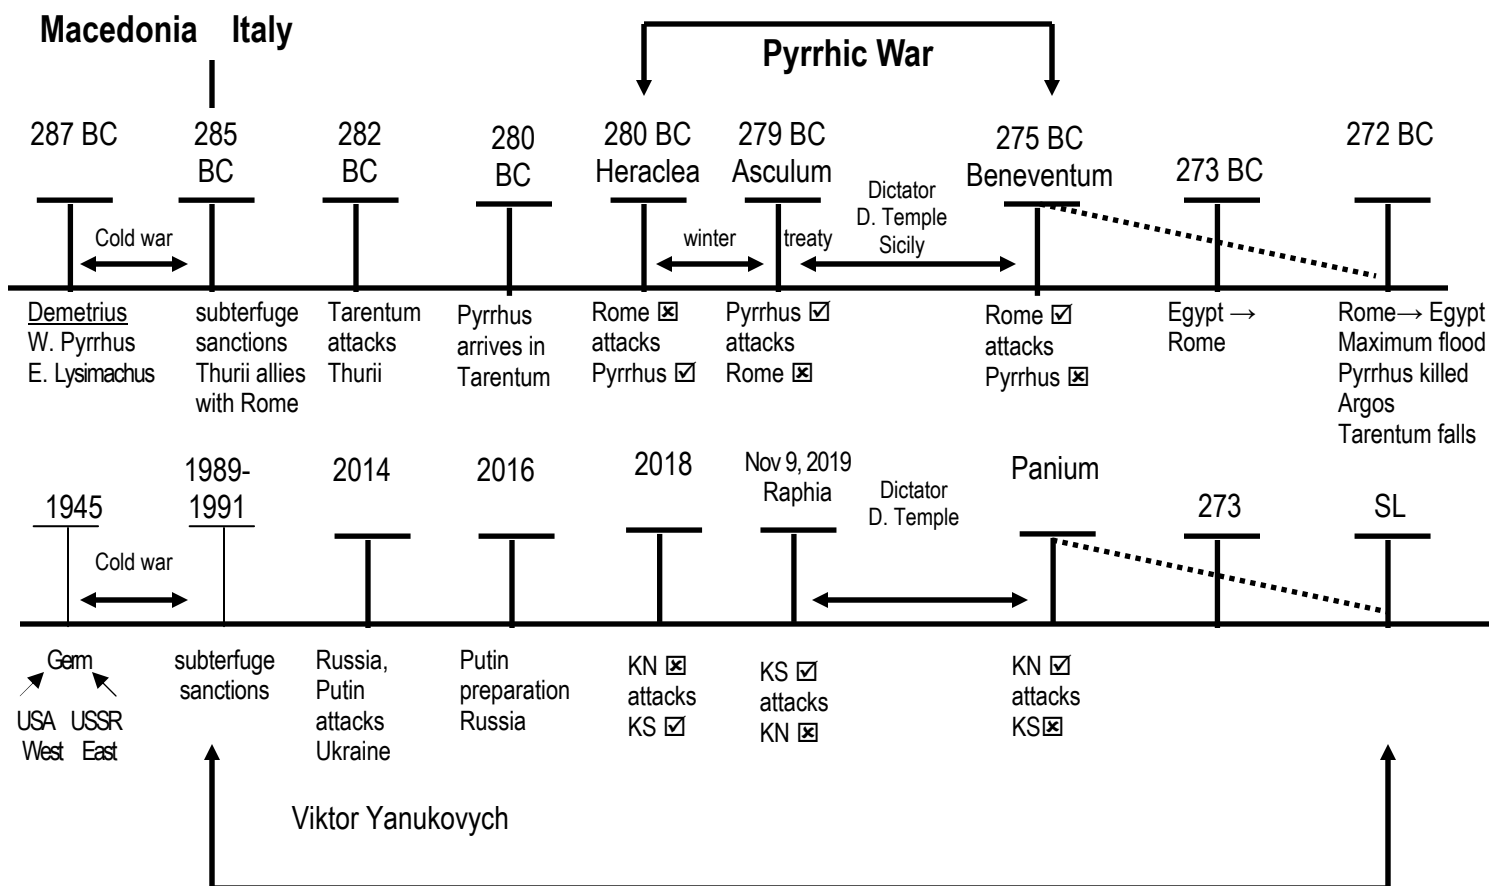 Macedonia Italy
Pyrrhic War
287 BC
285
BC
282
BC
280
BC
280 BC
Heraclea
279 BC
Asculum
275 BC
Beneventum
273 BC
272 BC
Cold war
winter
treaty
Dictator
D. Temple
Sicily
Demetrius
W. Pyrrhus
E. Lysimachus
subterfuge
sanctions
Thurii allies
with Rome
Tarentum
attacks
Thurii
Pyrrhus
arrives in
Tarentum
Rome ☒
attacks
Pyrrhus ☑
Pyrrhus ☑
attacks
Rome ☒
Rome ☑
attacks
Pyrrhus ☒
Egypt →
Rome
Rome→ Egypt
Maximum flood
Pyrrhus killed
Argos
Tarentum falls
1945
1989-
1991
2014
2016
2018
Nov 9, 2019
Raphia
Panium
273
SL
Cold war
Dictator
D. Temple
Germ
USA USSR
West East
subterfuge
sanctions
Russia,
Putin
attacks
Ukraine
Putin
preparation
Russia
KN ☒
attacks
KS ☑
KS ☑
attacks
KN ☒
KN ☑
attacks
KS☒
Viktor Yanukovych